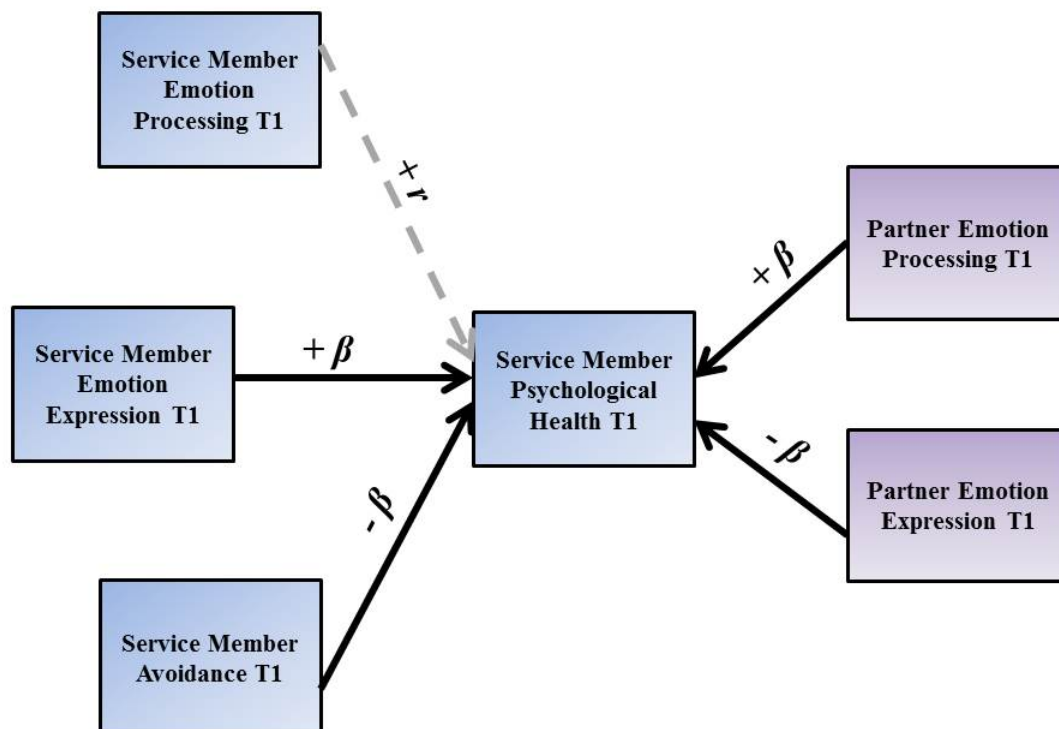 Service Member
Emotion
Processing T1
+ r
Partner Emotion
Processing T1
+ β
Service Member
Emotion
Expression T1
+ β
Service Member
Psychological
Health T1
- β
Partner Emotion
Expression T1
- β
Service Member
Avoidance T1